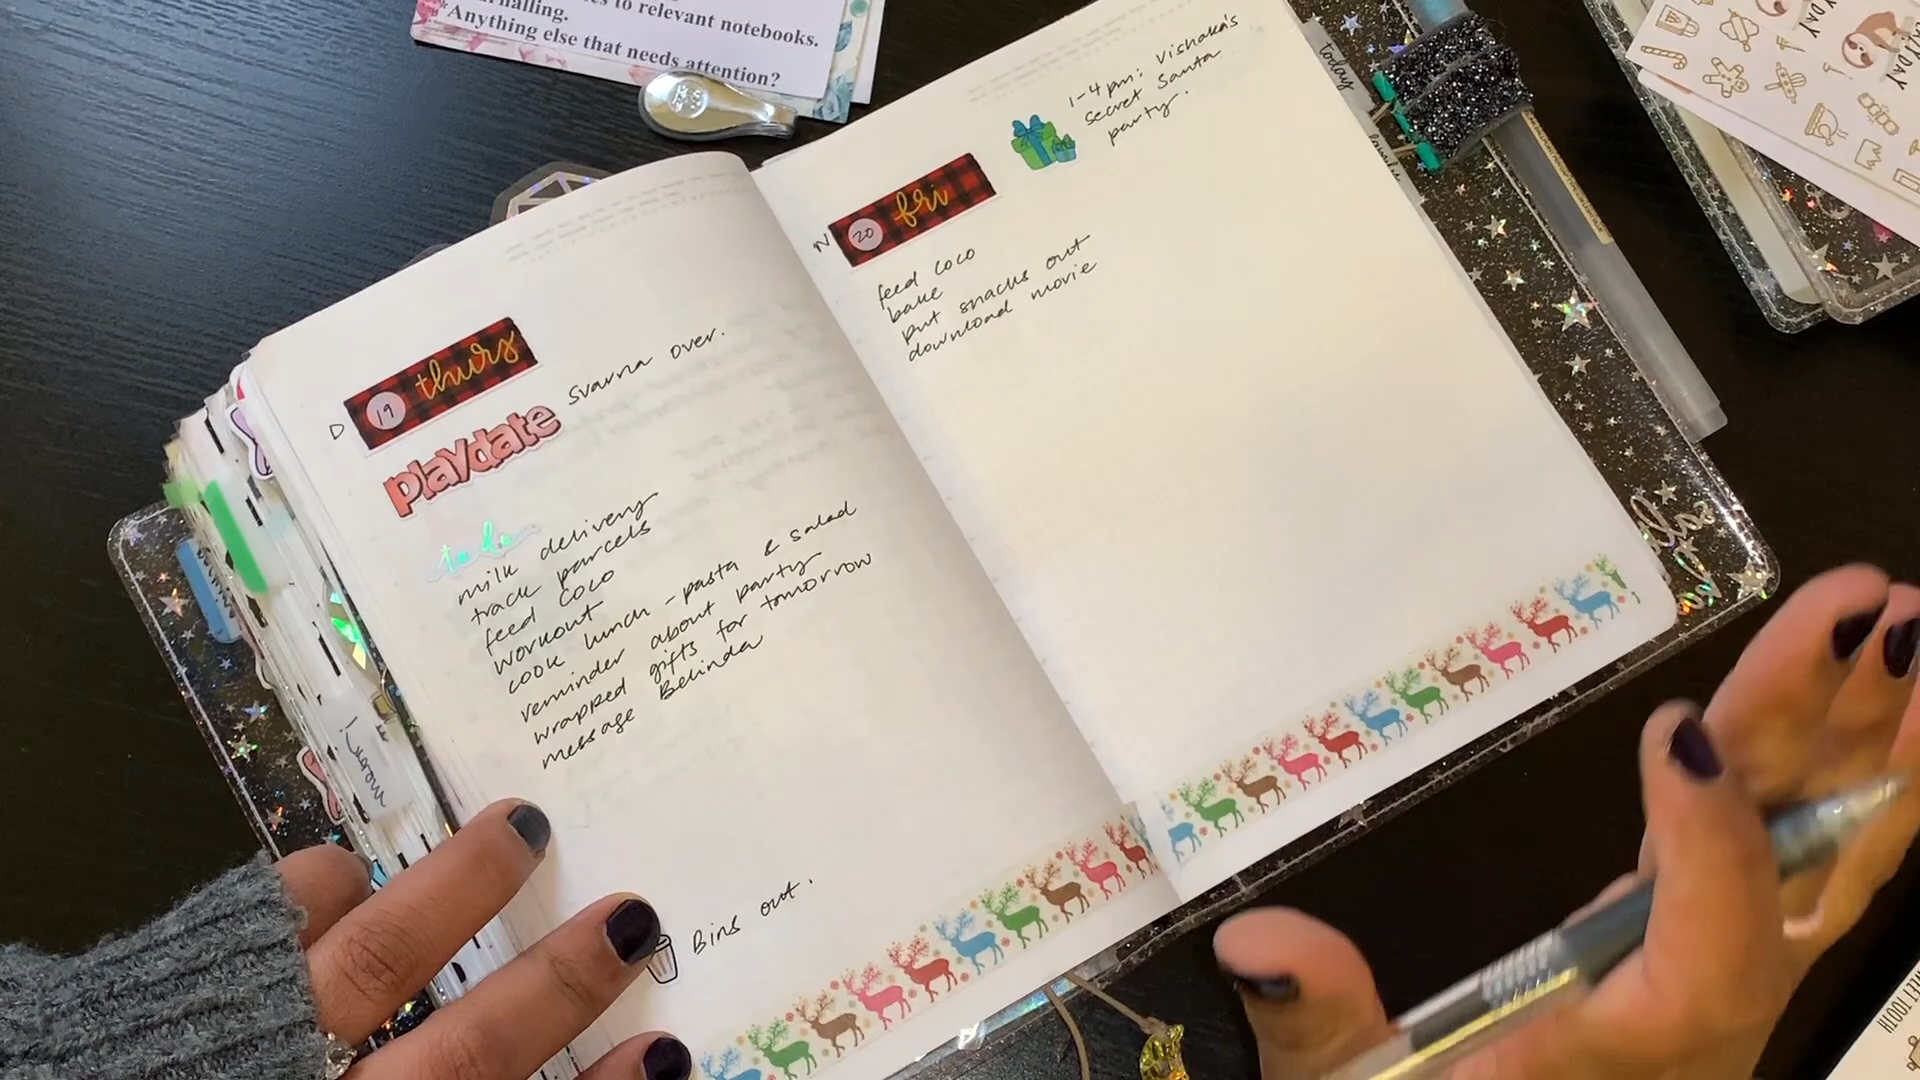 to relevant notebooks.
*Anything else that needs attention?
D
19
thurs
playdate
Svarna over.
to do
milk delivery
track parcels
feed Coco
workout
cook lunch - pasta & salad
reminder about party
wrapped gifts for tomorrow
message Belinda
Bins out.
1-4pm: Vishaka's
secret Santa
party.
N
20
fri
feed Coco
bake
put snacks out
download movie
today